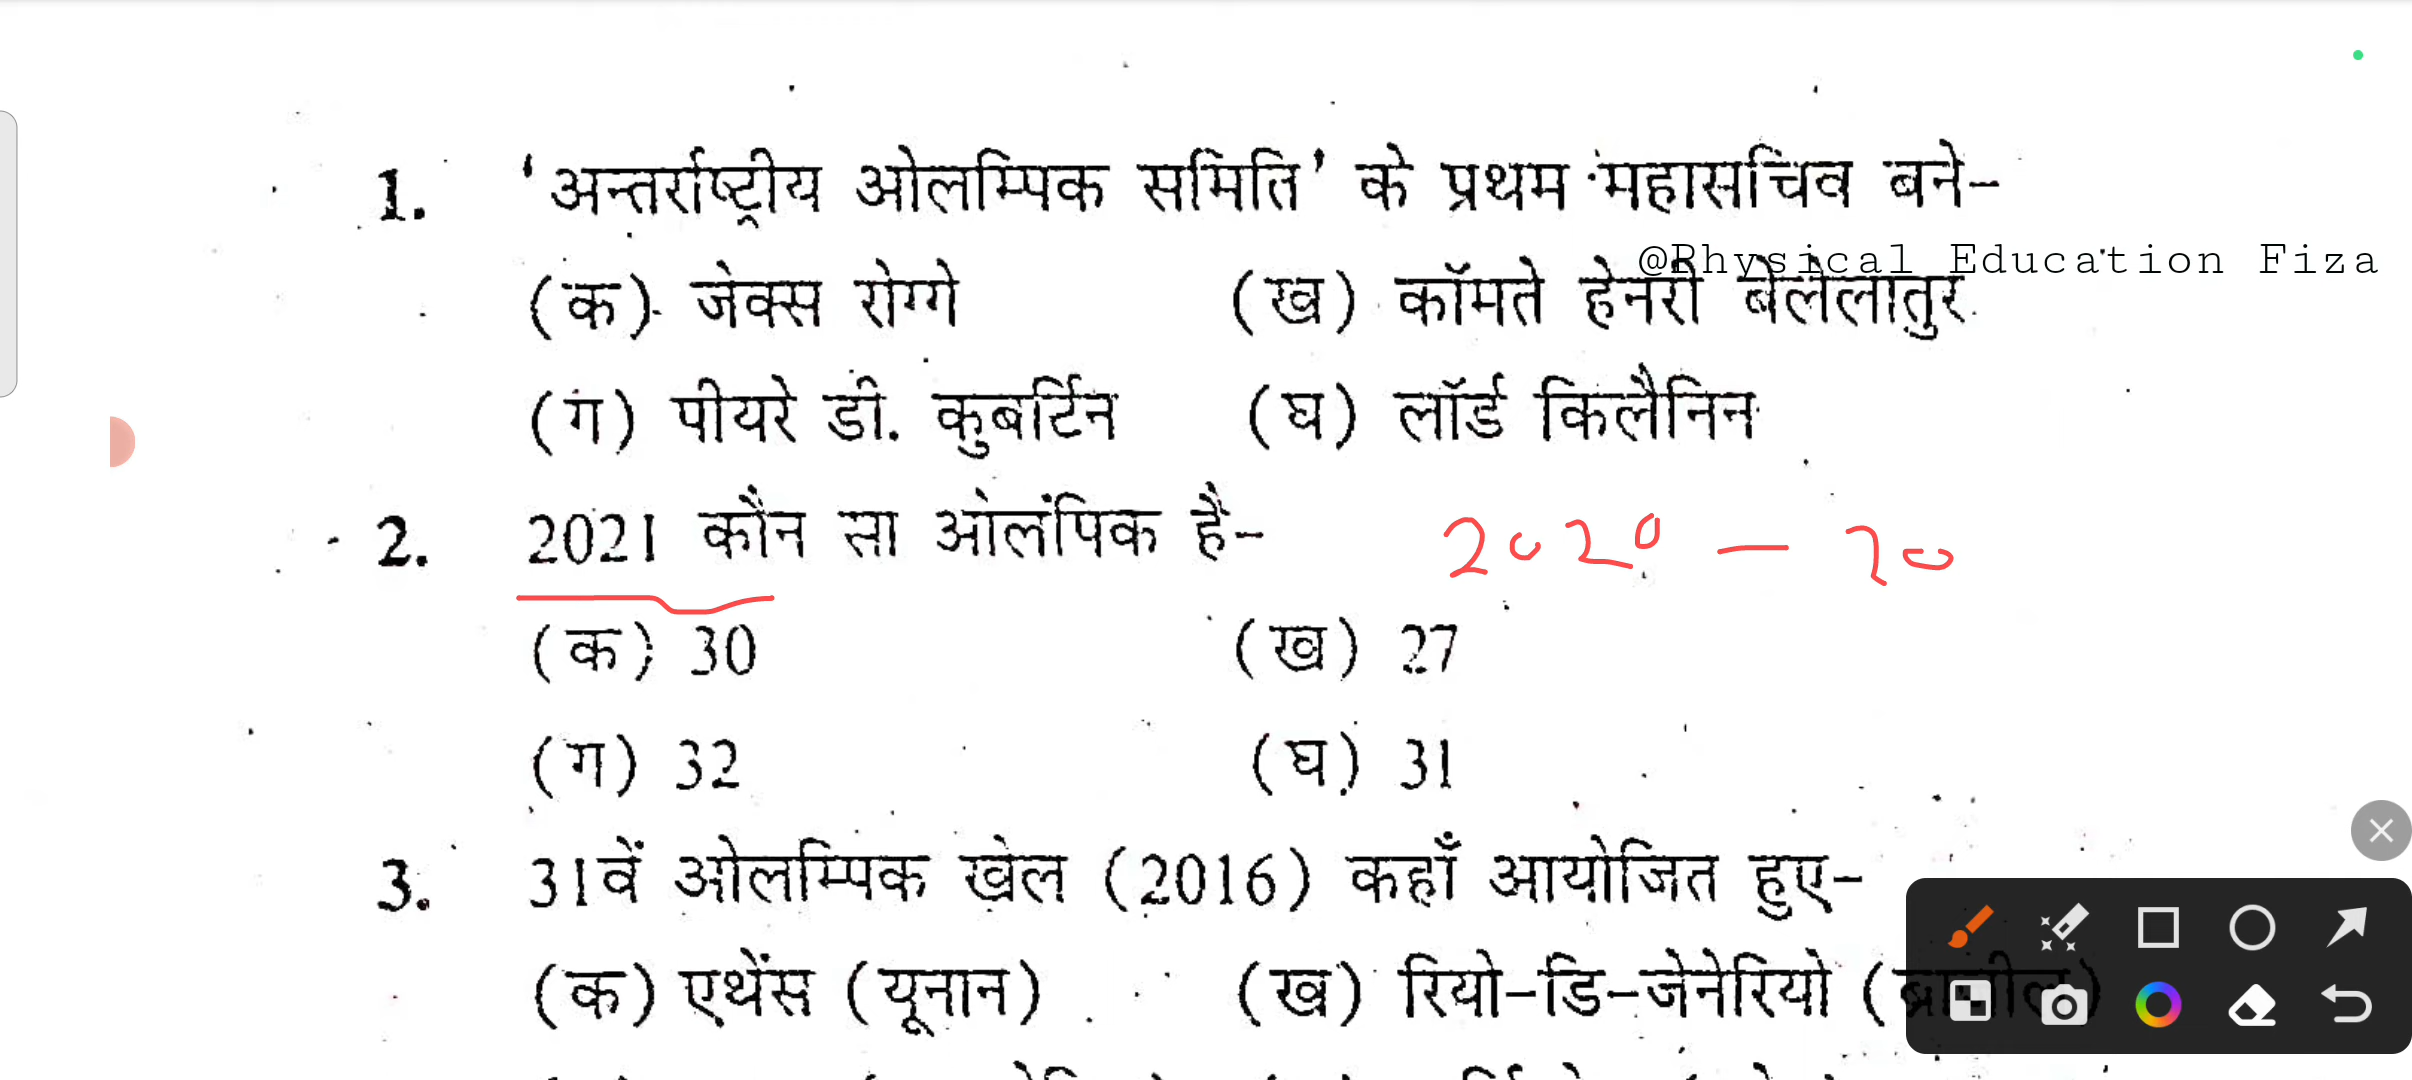 1. 'अन्तर्राष्ट्रीय ओलम्पिक समिति' के प्रथम महासचिव बने-
@Physical Education Fiza
(क) जेक्स रोग्गे (ख) कॉमते हेनरी बेलेलातुर
(ग) पीयरे डी. कुबर्टिन (घ) लॉर्ड किलैनिन
2. 2021 कौन सा ओलंपिक है- 2020 — 20
(क) 30 (ख) 27
(ग) 32 (घ) 31
3. 31वें ओलम्पिक खेल (2016) कहाँ आयोजित हुए-
(क) एथेंस (यूनान) (ख) रियो-डि-जेनेरियो (ब्राजील)